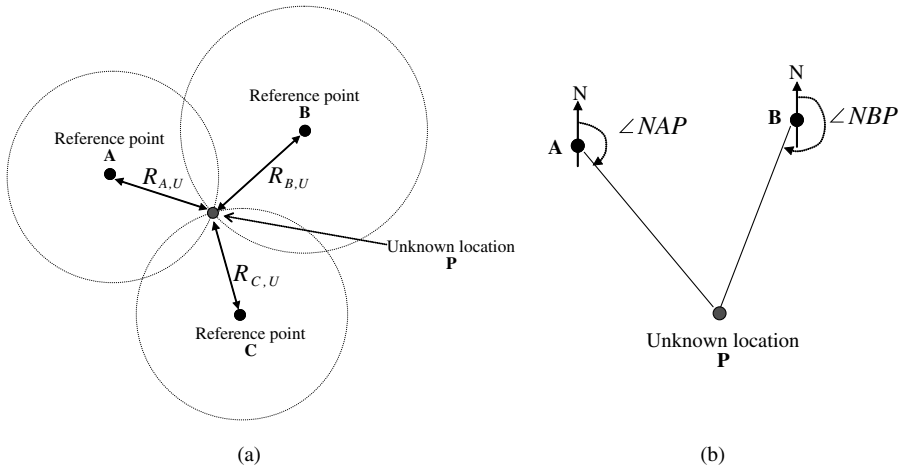 Reference point
B
Reference point
A
R_{A,U}
R_{B,U}
Unknown location
P
R_{C,U}
Reference point
C
(a)
N
A
∠NAP
N
B
∠NBP
Unknown location
P
(b)